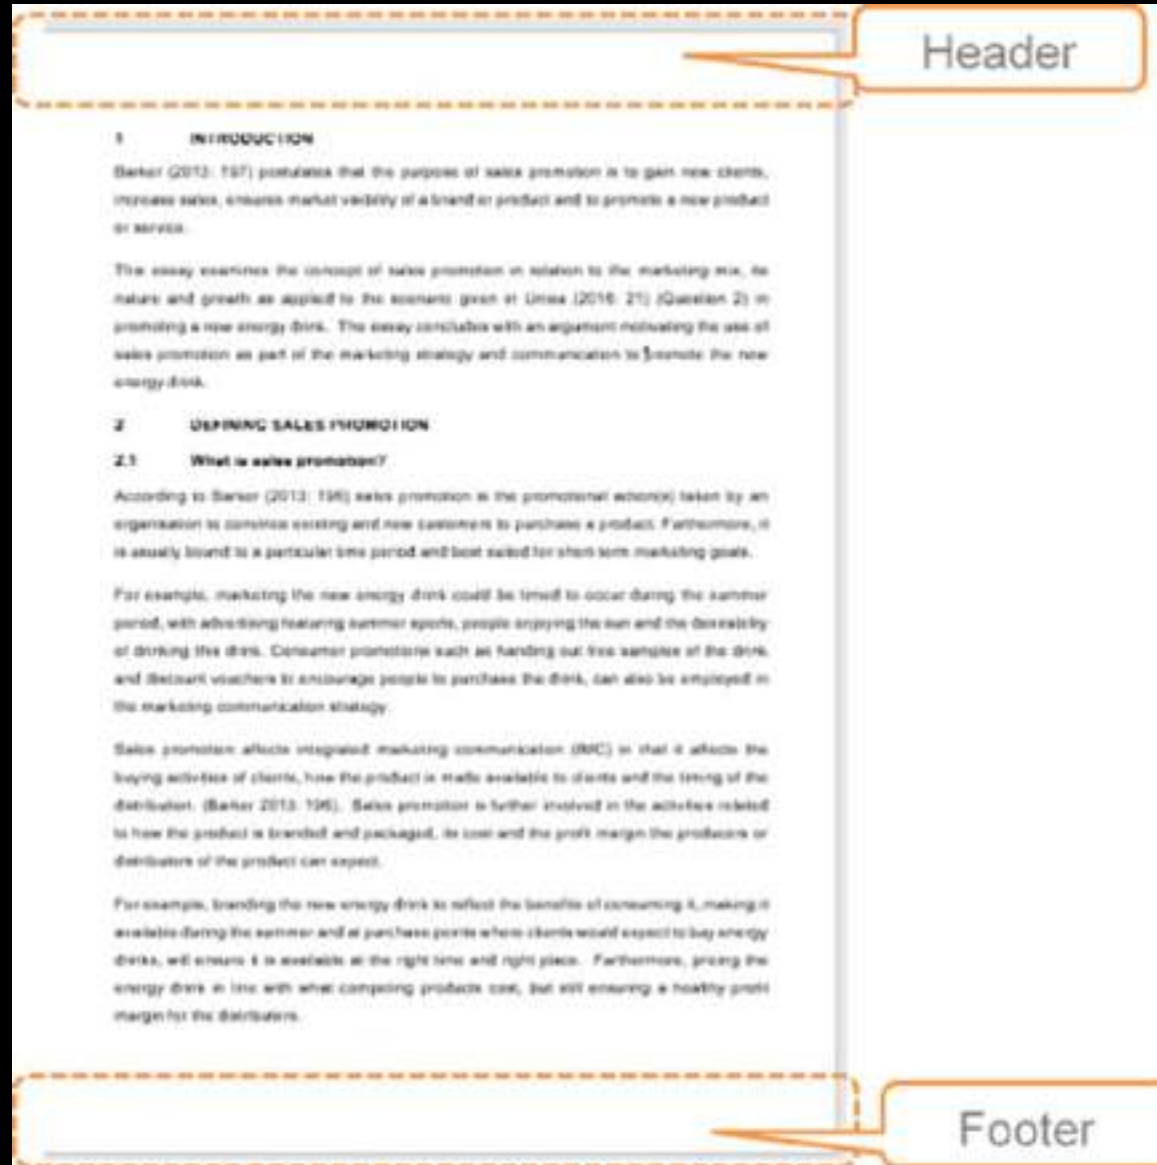 Header
1 INTRODUCTION
Barker (2013: 197) postulates that the purpose of sales promotion is to gain new clients,
increase sales, ensures market visibility of a brand or product and to promote a new product
or service.
This essay examines the concept of sales promotion in relation to the marketing mix, its
nature and growth as applied to the scenario given in Unisa (2016: 21) (Question 2) in
promoting a new energy drink. The essay concludes with an argument motivating the use of
sales promotion as part of the marketing strategy and communication to promote the new
energy drink.
2 DEFINING SALES PROMOTION
2.1 What is sales promotion?
According to Barker (2013: 196) sales promotion is the promotional action(s) taken by an
organisation to convince existing and new customers to purchase a product. Furthermore, it
is usually bound to a particular time period and best suited for short term marketing goals.
For example, marketing the new energy drink could be timed to occur during the summer
period, with advertising featuring summer sports, people enjoying the sun and the desirability
of drinking this drink. Consumer promotions such as handing out free samples of the drink
and discount vouchers to encourage people to purchase the drink, can also be employed in
the marketing communication strategy.
Sales promotion affects integrated marketing communication (IMC) in that it affects the
buying activities of clients, how the product is made available to clients and the timing of the
distribution. (Barker 2013: 196). Sales promotion is further involved in the activities related
to how the product is branded and packaged, its cost and the profit margin the producers or
distributors of the product can expect.
For example, branding the new energy drink to reflect the benefits of consuming it, making it
available during the summer and at purchase points where clients would expect to buy energy
drinks, will ensure it is available at the right time and right place. Furthermore, pricing the
energy drink in line with what competing products cost, but still ensuring a healthy profit
margin for the distributors.
Footer